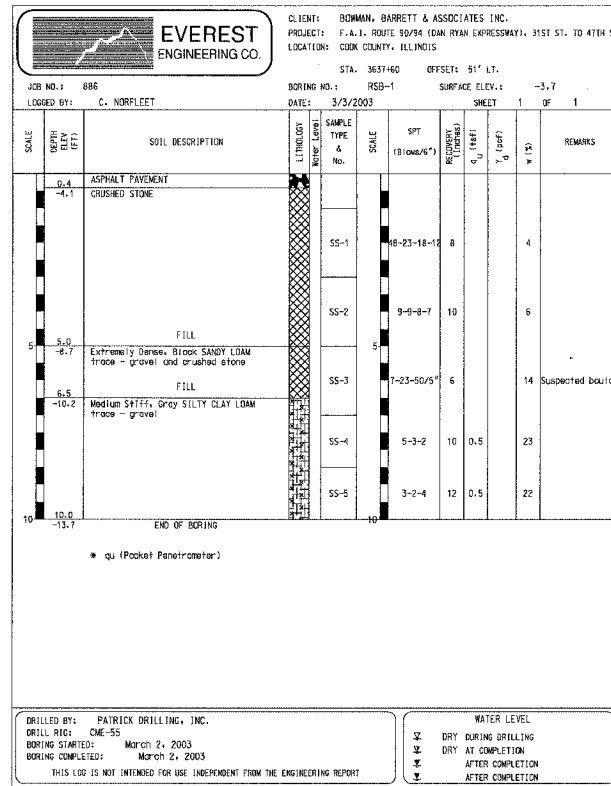 EVEREST
ENGINEERING CO.
CLIENT: BOWMAN, BARRETT & ASSOCIATES INC.
PROJECT: F.A.I. ROUTE 90/94 (DAN RYAN EXPRESSWAY), 31ST ST. TO 47TH
LOCATION: COOK COUNTY, ILLINOIS
STA. 3637+60 OFFSET: 51' LT.
JOB NO.: 886 BORING NO.: RSB-1 SURFACE ELEV.: -3.7
LOGGED BY: C. NORFLEET DATE: 3/3/2003 SHEET 1 OF 1
SCALE DEPTH ELEV (FT) SOIL DESCRIPTION LITHOLOGY Water Level SAMPLE TYPE & No. SCALE SPT (Blows/6") RECOVERY (Inches) qu (tsf) Yd (pcf) w (%) REMARKS
ASPHALT PAVEMENT
0.4
-4.1 CRUSHED STONE
SS-1 48-23-18-12 8 4
SS-2 9-9-8-7 10 6
FILL
5 5.0 5
-8.7 Extremely Dense, Black SANDY LOAM
trace - gravel and crushed stone
FILL SS-3 7-23-50/5" 6 14 Suspected
6.5
-10.2 Medium Stiff, Gray SILTY CLAY LOAM
trace - gravel
SS-4 5-3-2 10 0.5 23
SS-5 3-2-4 12 0.5 22
10 10.0 10
-13.7 END OF BORING
* qu (Pocket Penetrometer)
DRILLED BY: PATRICK DRILLING, INC.
DRILL RIG: CME-55
BORING STARTED: March 2, 2003
BORING COMPLETED: March 2, 2003
THIS LOG IS NOT INTENDED FOR USE INDEPENDENT FROM THE ENGINEERING REPORT
WATER LEVEL
DRY DURING DRILLING
DRY AT COMPLETION
AFTER COMPLETION
AFTER COMPLETION